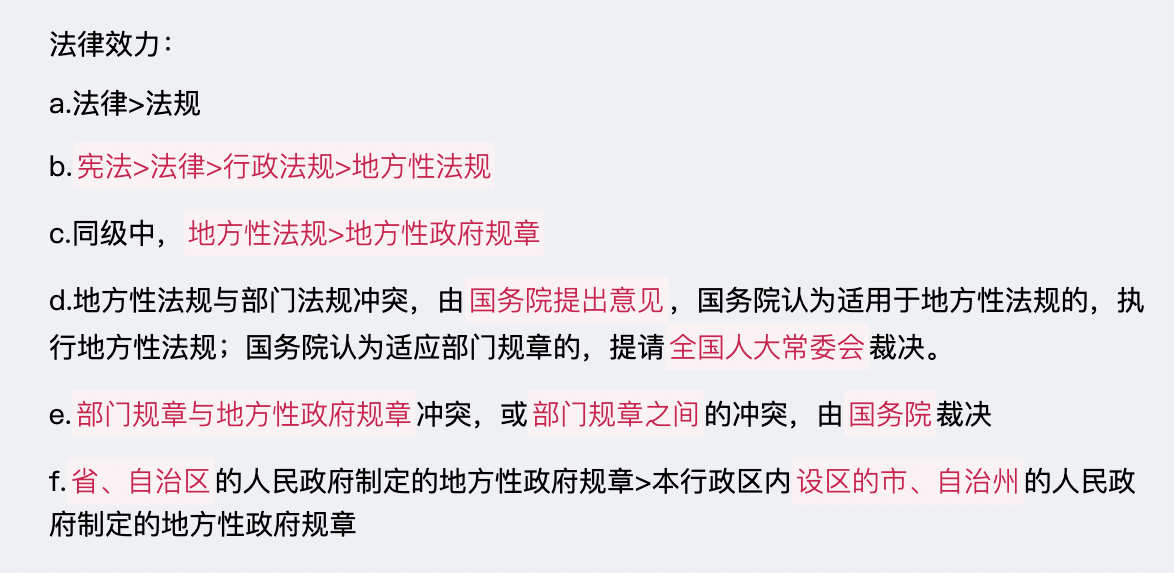 法律效力：
a.法律>法规
b.宪法>法律>行政法规>地方性法规
c.同级中，地方性法规>地方性政府规章
d.地方性法规与部门法规冲突，由国务院提出意见，国务院认为适用于地方性法规的，执
行地方性法规；国务院认为适应部门规章的，提请全国人大常委会裁决。
e.部门规章与地方性政府规章冲突，或部门规章之间的冲突，由国务院裁决
f.省、自治区的人民政府制定的地方性政府规章>本行政区内设区的市、自治州的人民政
府制定的地方性政府规章